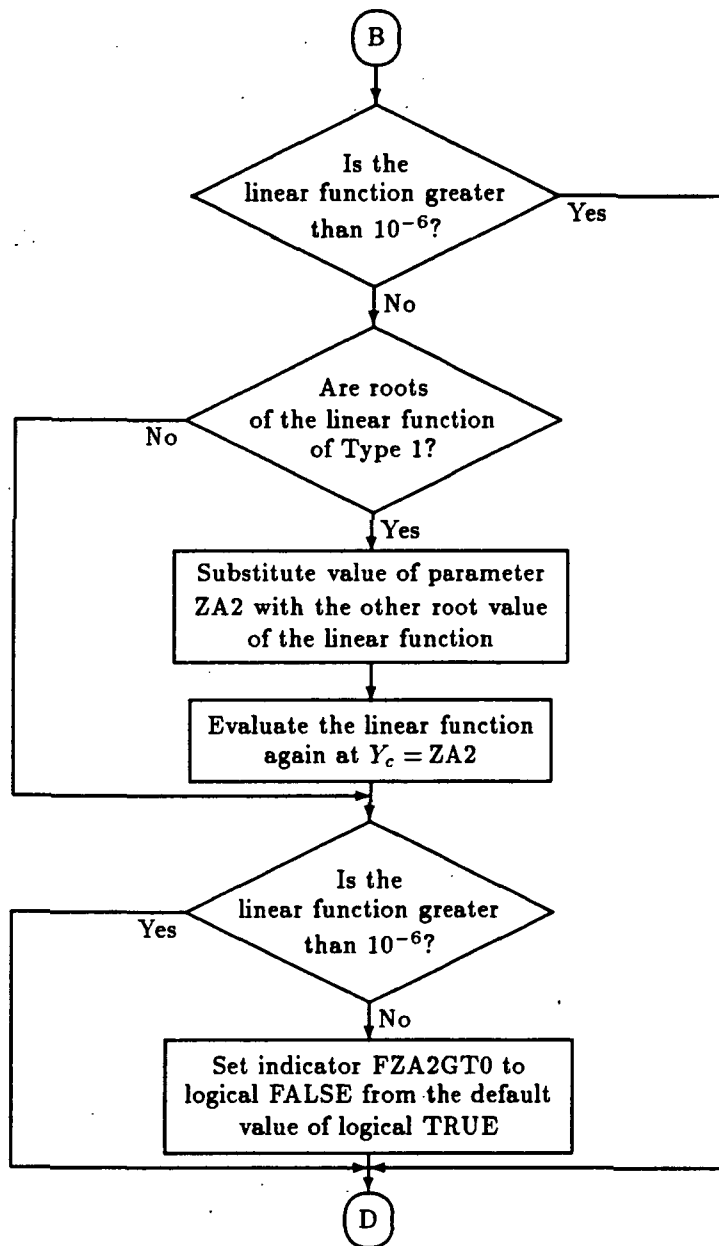 B
Is the
linear function greater
than 10⁻⁶?
Yes
No
Are roots
of the linear function
of Type 1?
No
Yes
Substitute value of parameter
ZA2 with the other root value
of the linear function
Evaluate the linear function
again at Y_c = ZA2
Is the
linear function greater
than 10⁻⁶?
Yes
No
Set indicator FZA2GT0 to
logical FALSE from the default
value of logical TRUE
D